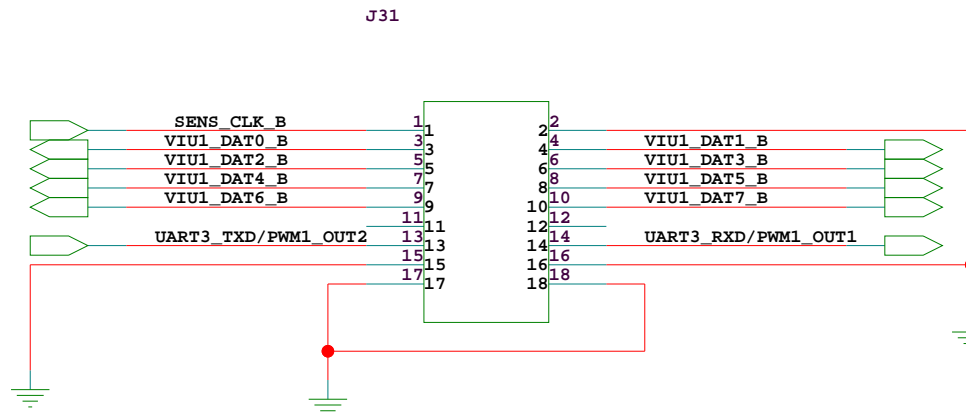 J31
SENS_CLK_B 1 1 2 2
VIU1_DAT0_B 3 3 4 4 VIU1_DAT1_B
VIU1_DAT2_B 5 5 6 6 VIU1_DAT3_B
VIU1_DAT4_B 7 7 8 8 VIU1_DAT5_B
VIU1_DAT6_B 9 9 10 10 VIU1_DAT7_B
11 11 12 12
UART3_TXD/PWM1_OUT2 13 13 14 14 UART3_RXD/PWM1_OUT1
15 15 16 16
17 17 18 18